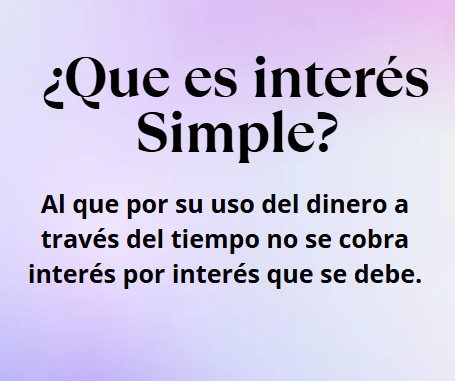 ¿Que es interés
Simple?
Al que por su uso del dinero a
través del tiempo no se cobra
interés por interés que se debe.